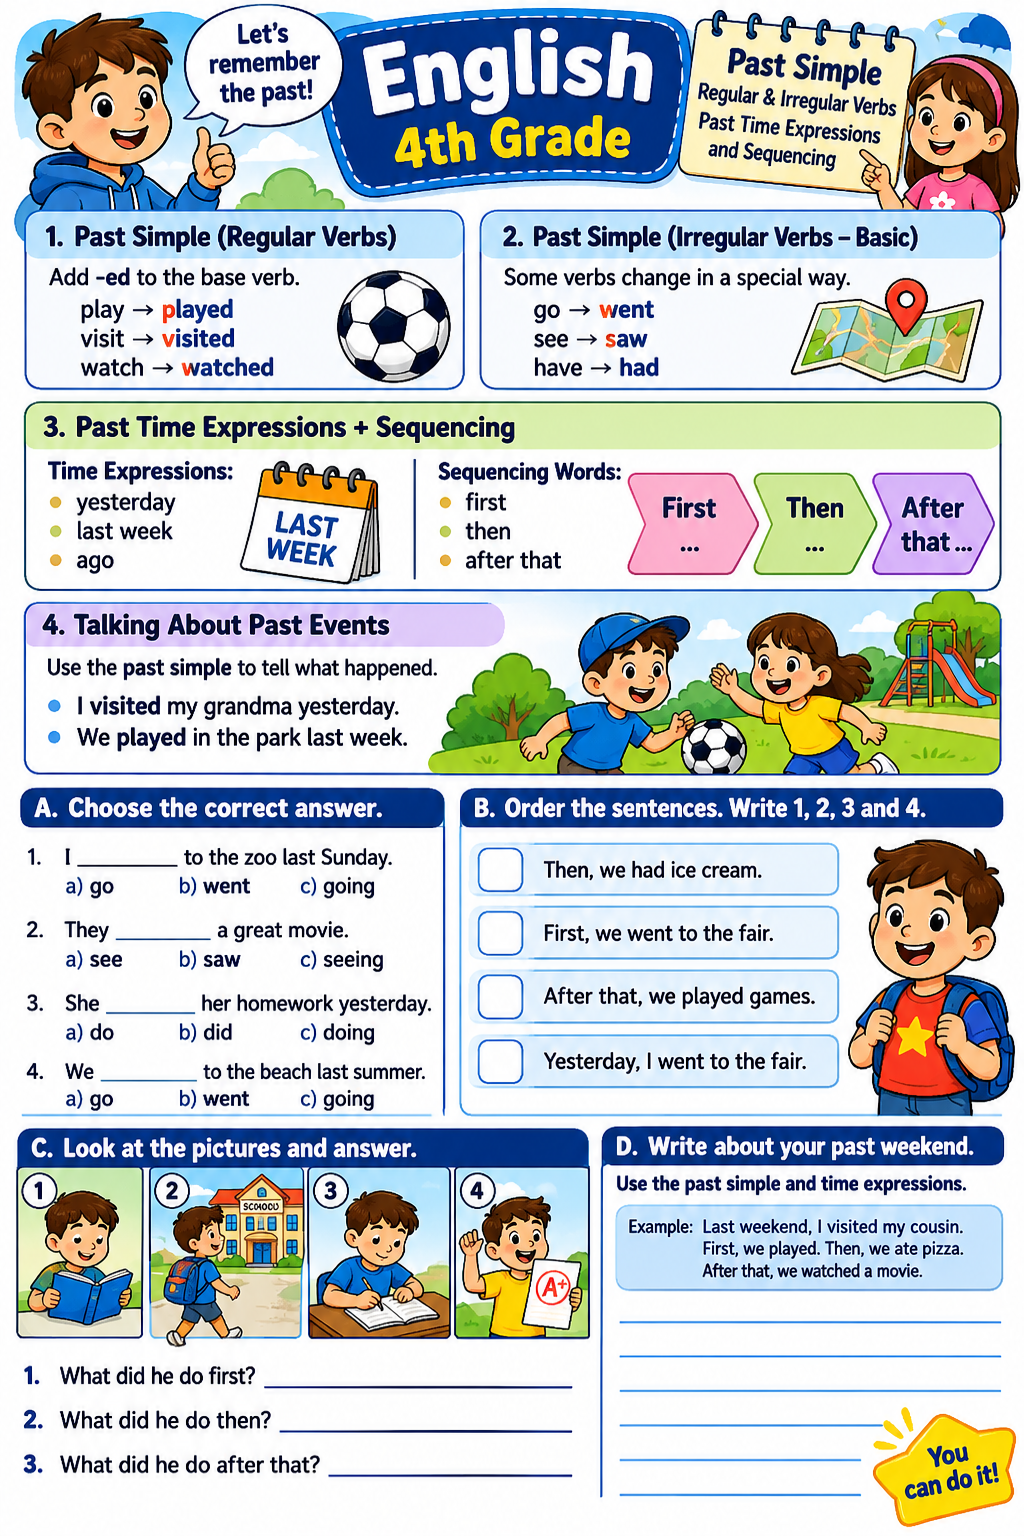 Let's
remember
the past!
English
4th Grade
Past Simple
Regular & Irregular Verbs
Past Time Expressions
and Sequencing
1. Past Simple (Regular Verbs)
Add -ed to the base verb.
play → played
visit → visited
watch → watched
2. Past Simple (Irregular Verbs – Basic)
Some verbs change in a special way.
go → went
see → saw
have → had
3. Past Time Expressions + Sequencing
Time Expressions:
yesterday
last week
ago
LAST
WEEK
Sequencing Words:
first
then
after that
First
...
Then
...
After
that ...
4. Talking About Past Events
Use the past simple to tell what happened.
I visited my grandma yesterday.
We played in the park last week.
A. Choose the correct answer.
1. I __________ to the zoo last Sunday.
a) go b) went c) going
2. They __________ a great movie.
a) see b) saw c) seeing
3. She __________ her homework yesterday.
a) do b) did c) doing
4. We __________ to the beach last summer.
a) go b) went c) going
B. Order the sentences. Write 1, 2, 3 and 4.
Then, we had ice cream.
First, we went to the fair.
After that, we played games.
Yesterday, I went to the fair.
C. Look at the pictures and answer.
1
2
SCHOOU
3
4
A+
1. What did he do first? __________
2. What did he do then? __________
3. What did he do after that? __________
D. Write about your past weekend.
Use the past simple and time expressions.
Example: Last weekend, I visited my cousin.
First, we played. Then, we ate pizza.
After that, we watched a movie.
You
can do it!